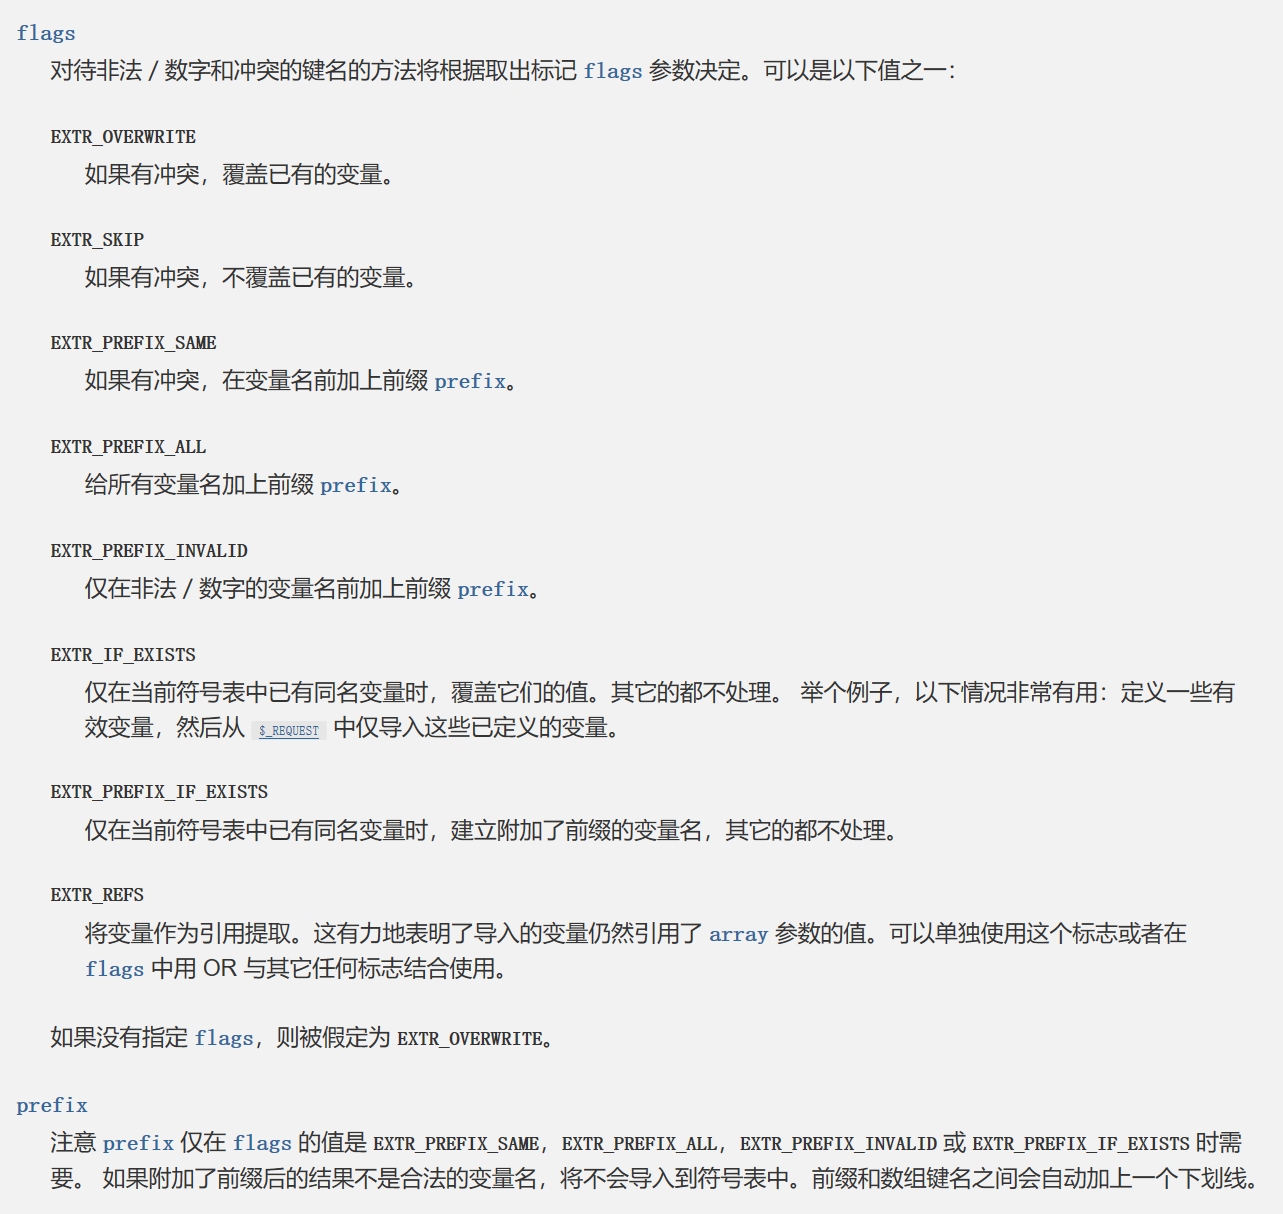 flags
对待非法 / 数字和冲突的键名的方法将根据取出标记 flags 参数决定。可以是以下值之一：
EXTR_OVERWRITE
如果有冲突，覆盖已有的变量。
EXTR_SKIP
如果有冲突，不覆盖已有的变量。
EXTR_PREFIX_SAME
如果有冲突，在变量名前加上前缀 prefix。
EXTR_PREFIX_ALL
给所有变量名加上前缀 prefix。
EXTR_PREFIX_INVALID
仅在非法 / 数字的变量名前加上前缀 prefix。
EXTR_IF_EXISTS
仅在当前符号表中已有同名变量时，覆盖它们的值。其它的都不处理。 举个例子，以下情况非常有用：定义一些有
效变量，然后从 $_REQUEST 中仅导入这些已定义的变量。
EXTR_PREFIX_IF_EXISTS
仅在当前符号表中已有同名变量时，建立附加了前缀的变量名，其它的都不处理。
EXTR_REFS
将变量作为引用提取。这有力地表明了导入的变量仍然引用了 array 参数的值。可以单独使用这个标志或者在
flags 中用 OR 与其它任何标志结合使用。
如果没有指定 flags，则被假定为 EXTR_OVERWRITE。
prefix
注意 prefix 仅在 flags 的值是 EXTR_PREFIX_SAME，EXTR_PREFIX_ALL，EXTR_PREFIX_INVALID 或 EXTR_PREFIX_IF_EXISTS 时需
要。 如果附加了前缀后的结果不是合法的变量名，将不会导入到符号表中。前缀和数组键名之间会自动加上一个下划线。